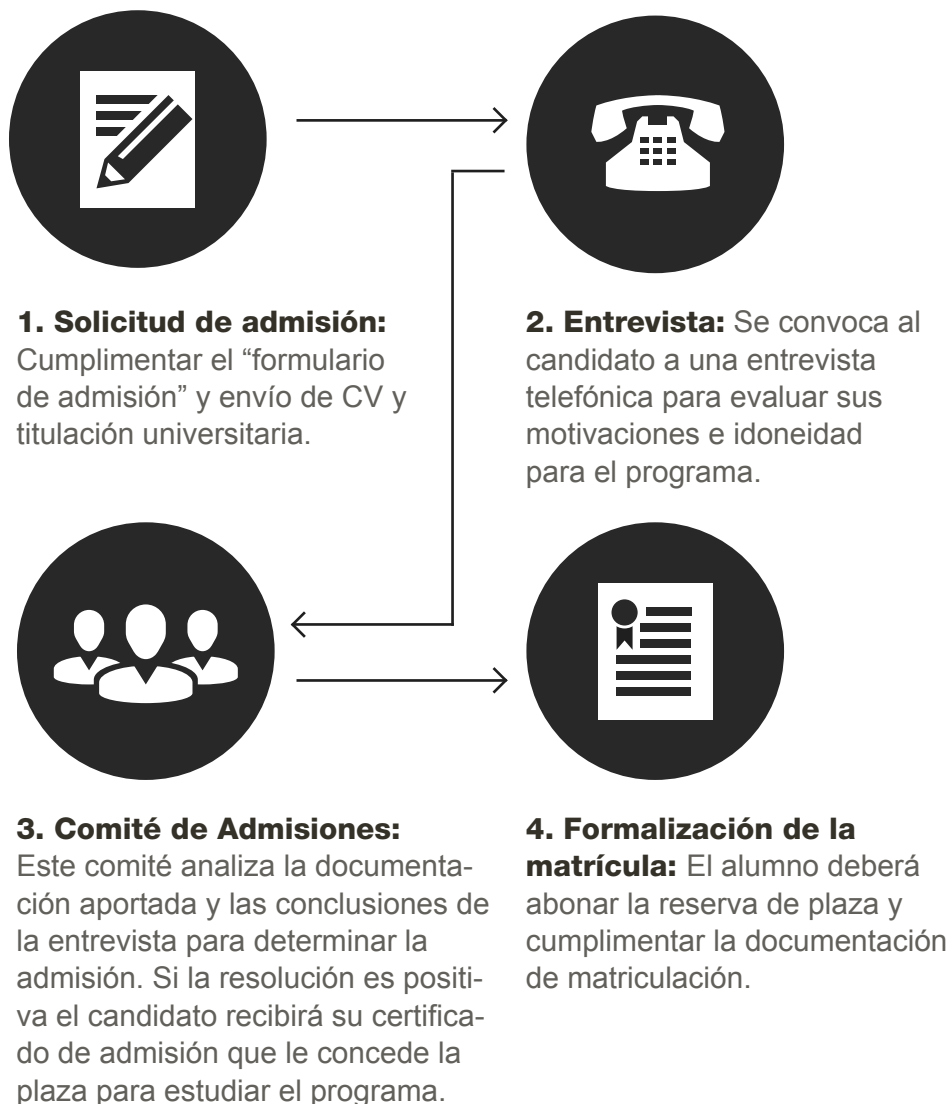 1. Solicitud de admisión:
Cumplimentar el “formulario
de admisión” y envío de CV y
titulación universitaria.
2. Entrevista: Se convoca al
candidato a una entrevista
telefónica para evaluar sus
motivaciones e idoneidad
para el programa.
3. Comité de Admisiones:
Este comité analiza la documenta-
ción aportada y las conclusiones de
la entrevista para determinar la
admisión. Si la resolución es positi-
va el candidato recibirá su certifica-
do de admisión que le concede la
plaza para estudiar el programa.
4. Formalización de la
matrícula: El alumno deberá
abonar la reserva de plaza y
cumplimentar la documentación
de matriculación.